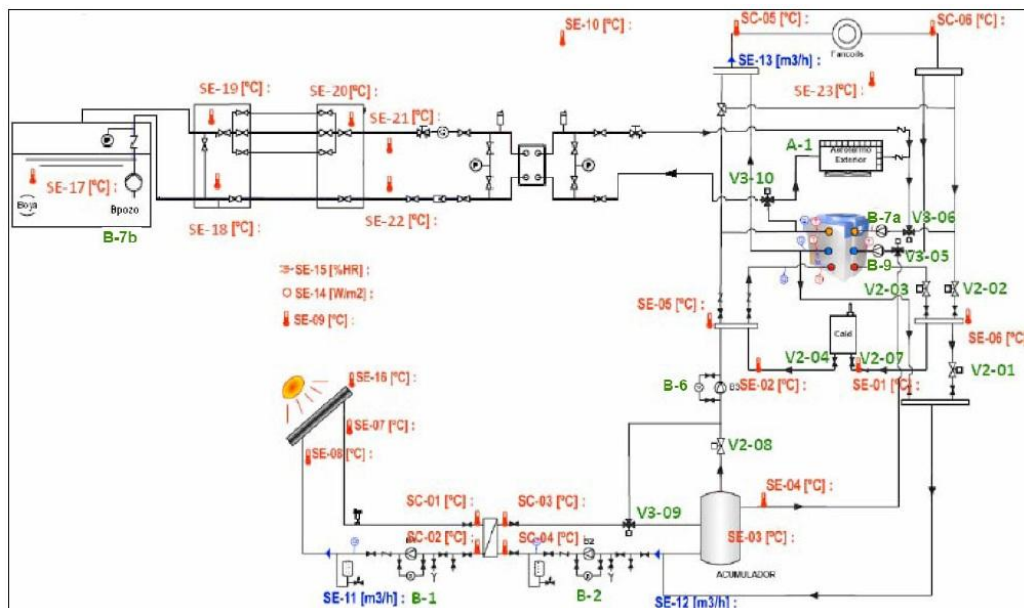 SE-10 [ºC] :
SC-05 [ºC] :
SC-06 [ºC] :
Fancoils
SE-13 [m3/h] :
SE-19 [ºC] :
SE-20 [ºC] :
SE-21 [ºC] :
SE-23 [ºC] :
A-1
Aerotermo
Exterior
V3-10
SE-17 [ºC] :
Boya
Bpozo
B-7b
SE-18 [ºC] :
SE-22 [ºC] :
B-7a
V3-06
V3-05
B-9
V2-03
V2-02
SE-15 [%HR] :
SE-14 [W/m2] :
SE-09 [ºC] :
SE-05 [ºC] :
Cald
SE-06 [ºC]
V2-04
V2-07
V2-01
SE-02 [ºC] :
SE-01 [ºC] :
B-6
B3
SE-16 [ºC] :
SE-07 [ºC] :
SE-08 [ºC] :
V2-08
SE-04 [ºC] :
SC-01 [ºC] :
SC-03 [ºC] :
V3-09
SC-02 [ºC] :
SC-04 [ºC] :
SE-03 [ºC] :
B2
ACUMULADOR
SE-11 [m3/h] :
B-1
B-2
SE-12 [m3/h] :